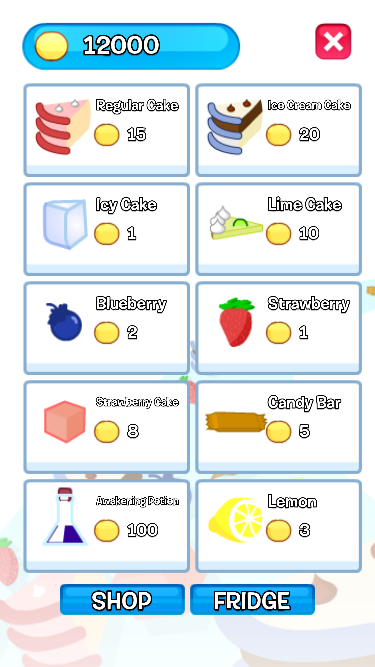 12000
Regular Cake
15
Ice Cream Cake
20
Icy Cake
1
Lime Cake
10
Blueberry
2
Strawberry
1
Strawberry Cake
8
Candy Bar
5
Awakening Potion
100
Lemon
3
SHOP
FRIDGE